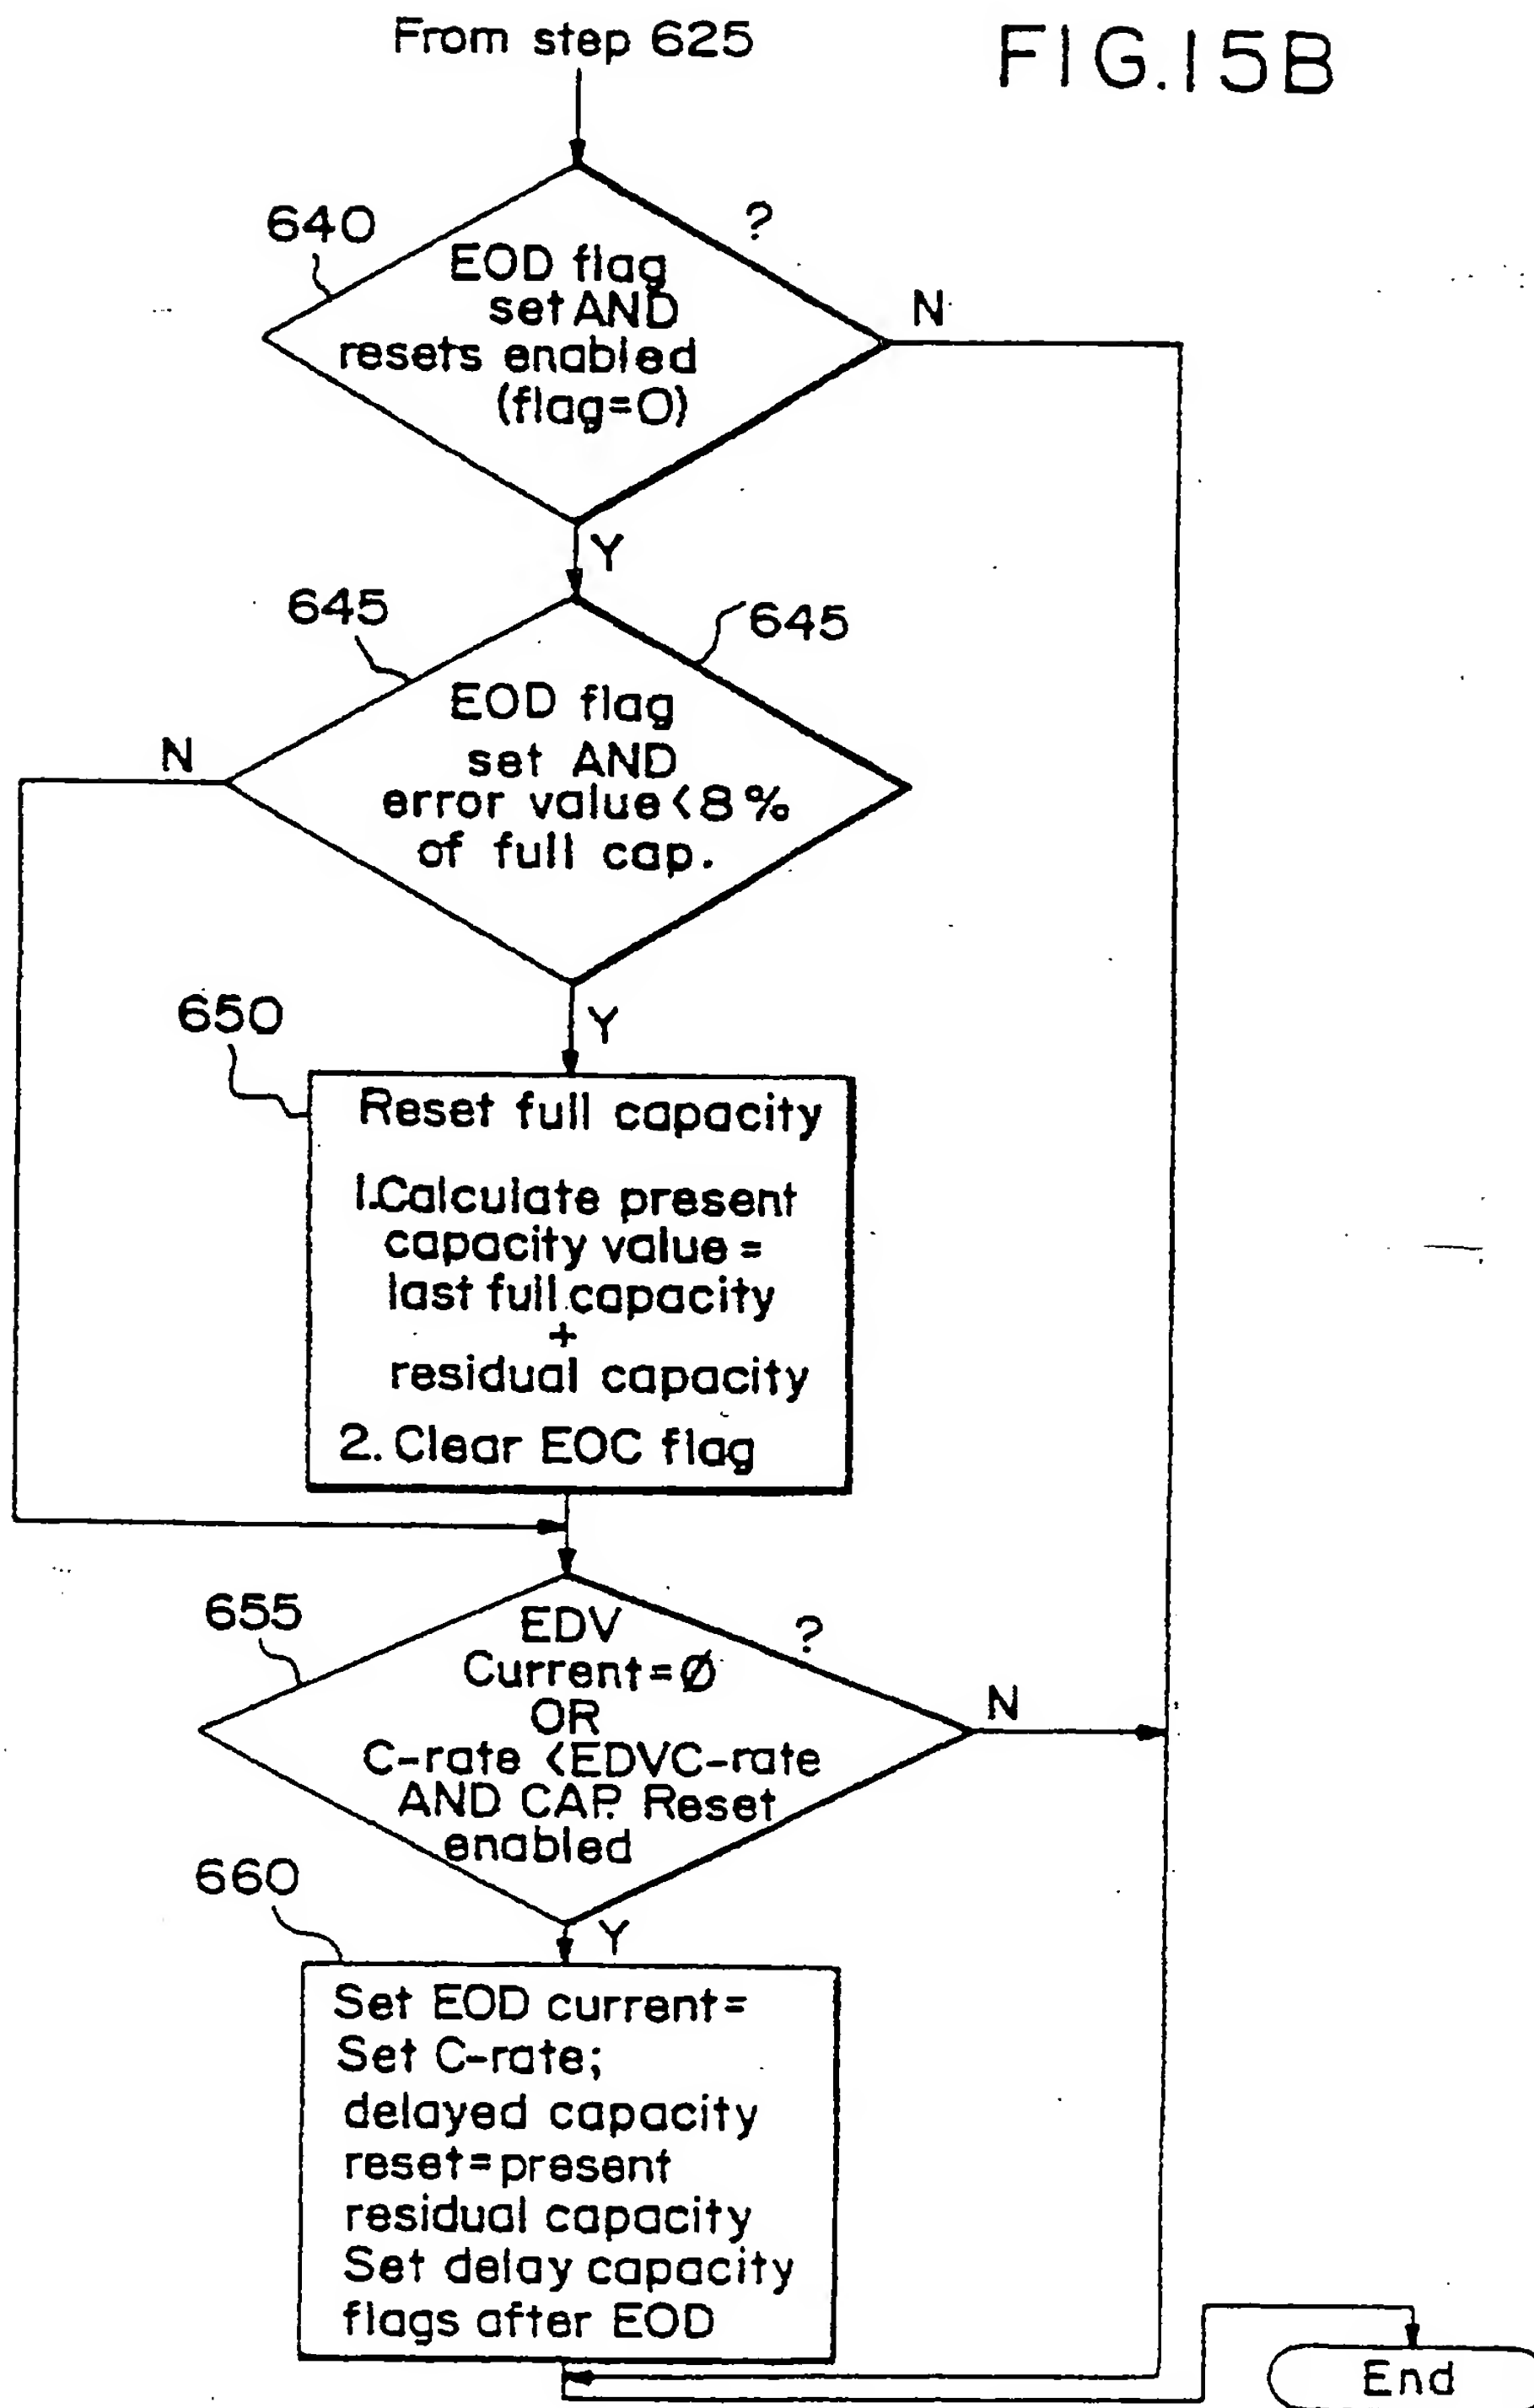 From step 625
FIG.15B
640
?
EOD flag
set AND
resets enabled
(flag=0)
N
Y
645
645
EOD flag
set AND
error value<8%
of full cap.
N
Y
650
Reset full capacity
1.Calculate present
capacity value =
last full capacity
+
residual capacity
2. Clear EOC flag
655
?
EDV
Current=Ø
OR
C-rate <EDVC-rate
AND CAP. Reset
enabled
N
Y
660
Set EOD current=
Set C-rate;
delayed capacity
reset=present
residual capacity
Set delay capacity
flags after EOD
End